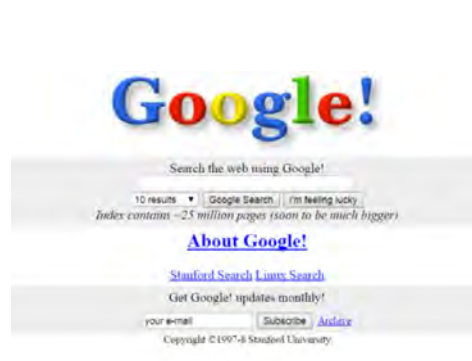 Google!
Search the web using Google!
10 results Google Search I'm feeling lucky
Index contains ~25 million pages (soon to be much bigger)
About Google!
Stanford Search Linux Search
Get Google! updates monthly!
your e-mail Subscribe Archive
Copyright ©1997-8 Stanford University